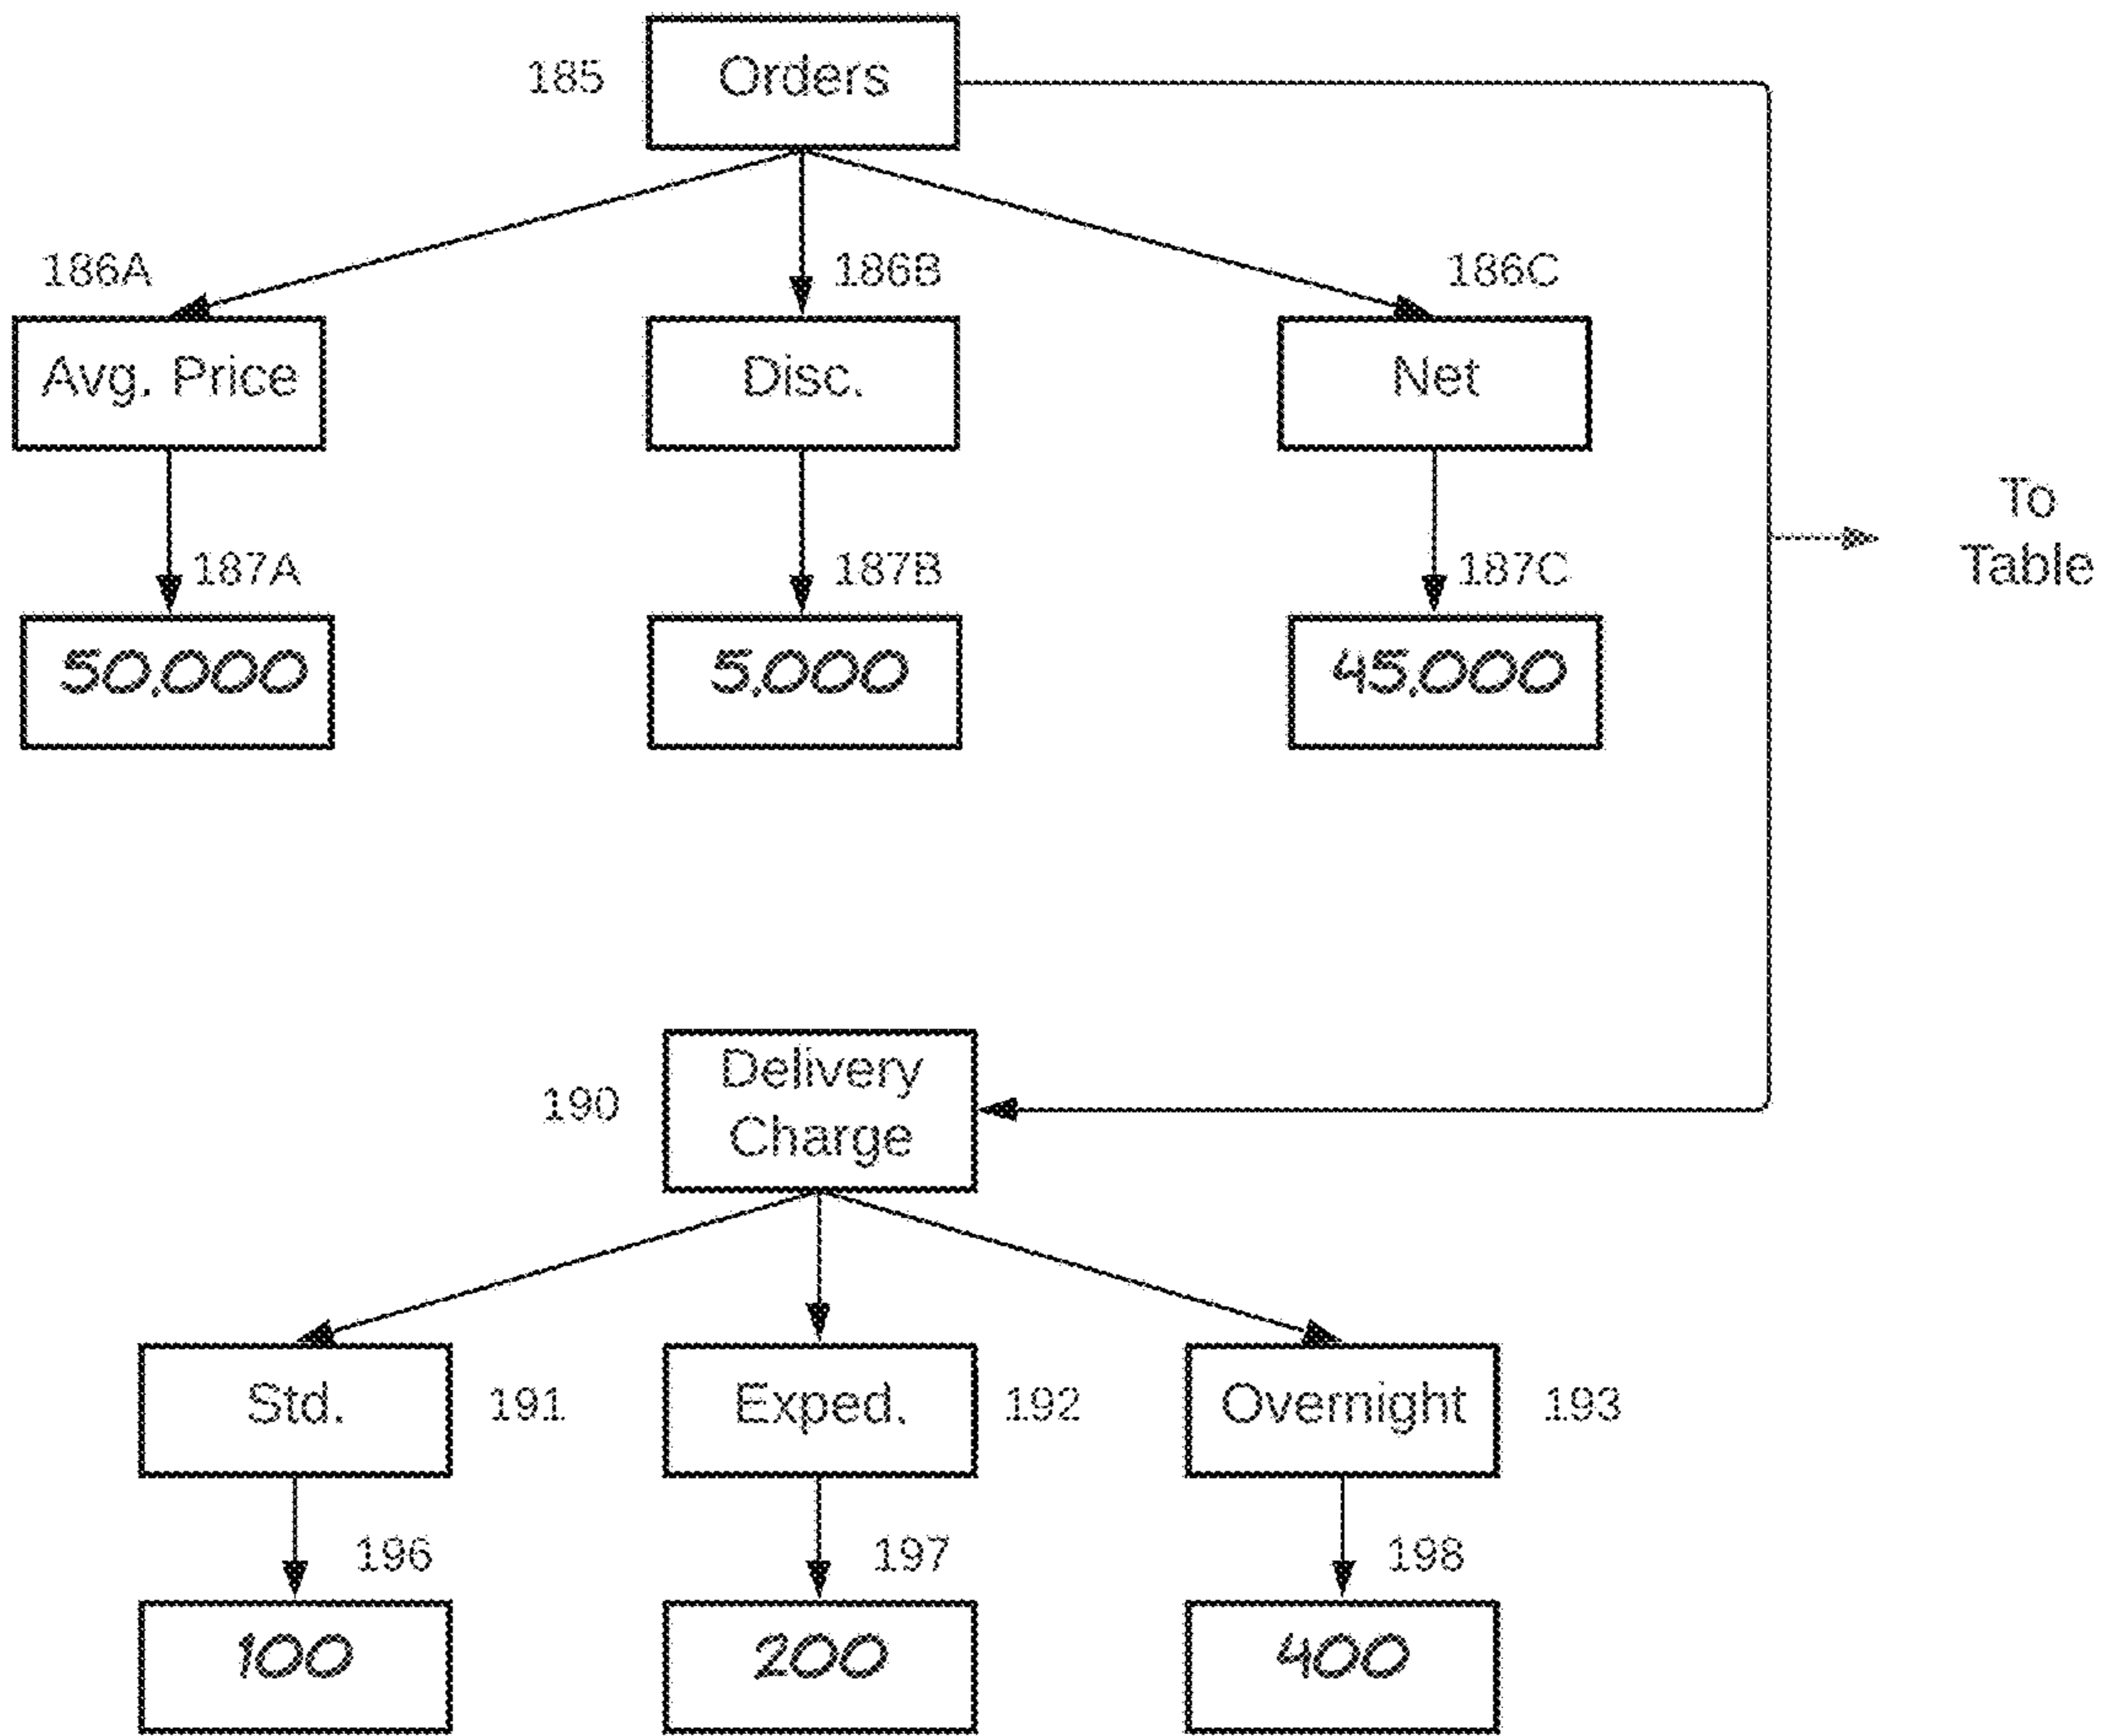 185
Orders
186A
186B
186C
Avg. Price
Disc.
Net
To
Table
187A
187B
187C
50,000
5,000
45,000
190
Delivery
Charge
Std.
191
Exped.
192
Overnight
193
196
197
198
100
200
400